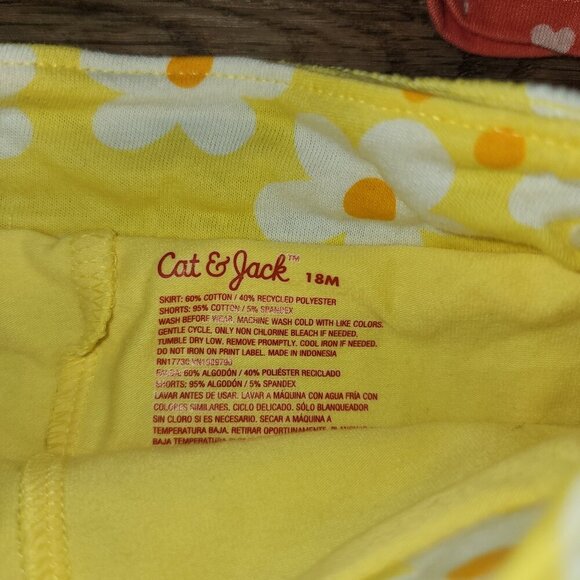 Cat & Jack™ 18M
SKIRT: 60% COTTON / 40% RECYCLED POLYESTER
SHORTS: 95% COTTON / 5% SPANDEX
WASH BEFORE WEAR. MACHINE WASH COLD WITH LIKE COLORS.
GENTLE CYCLE, ONLY NON CHLORINE BLEACH IF NEEDED.
TUMBLE DRY LOW. REMOVE PROMPTLY. COOL IRON IF NEEDED.
DO NOT IRON ON PRINT LABEL. MADE IN INDONESIA
FALDA: 60% ALGODÓN / 40% POLIÉSTER RECICLADO
SHORTS: 95% ALGODÓN / 5% SPANDEX
LAVAR ANTES DE USAR. LAVAR A MÁQUINA CON AGUA FRÍA CON
COLORES SIMILARES. CICLO DELICADO. SÓLO BLANQUEADOR
SIN CLORO SI ES NECESARIO. SECAR A MÁQUINA A
TEMPERATURA BAJA. RETIRAR OPORTUNAMENTE.
BAJA TEMPERATURA